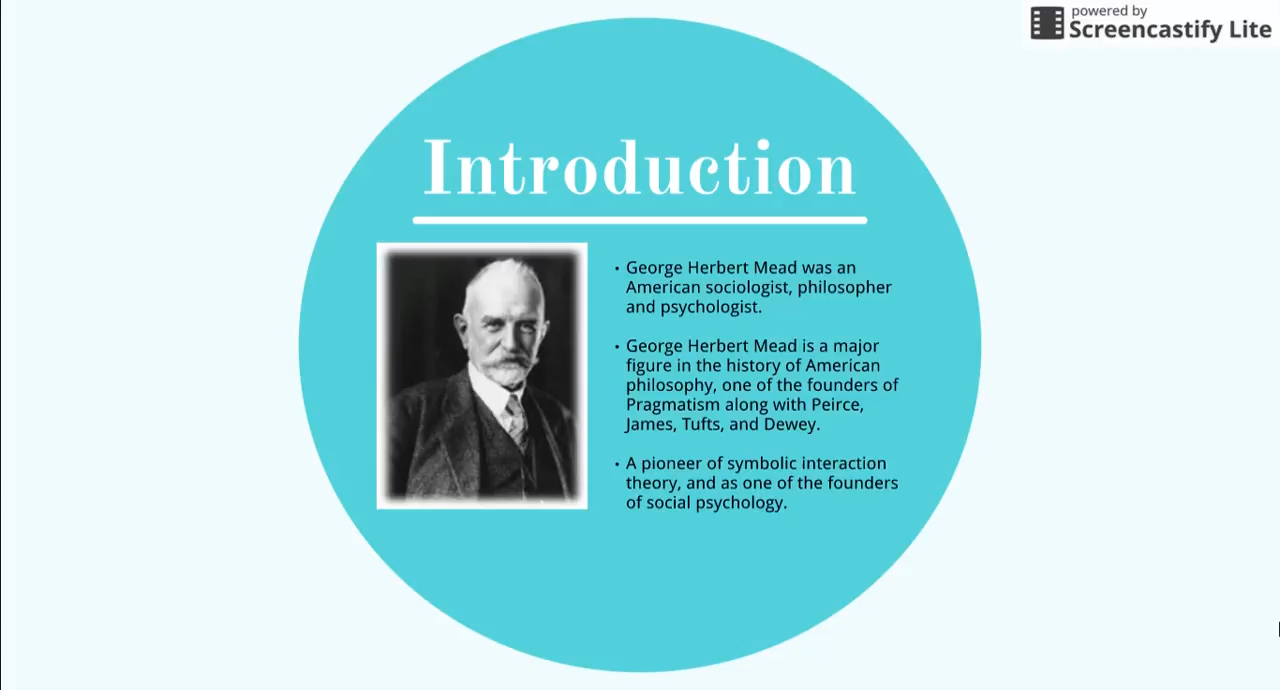 powered by
Screencastify Lite
Introduction
• George Herbert Mead was an
American sociologist, philosopher
and psychologist.
• George Herbert Mead is a major
figure in the history of American
philosophy, one of the founders of
Pragmatism along with Peirce,
James, Tufts, and Dewey.
• A pioneer of symbolic interaction
theory, and as one of the founders
of social psychology.